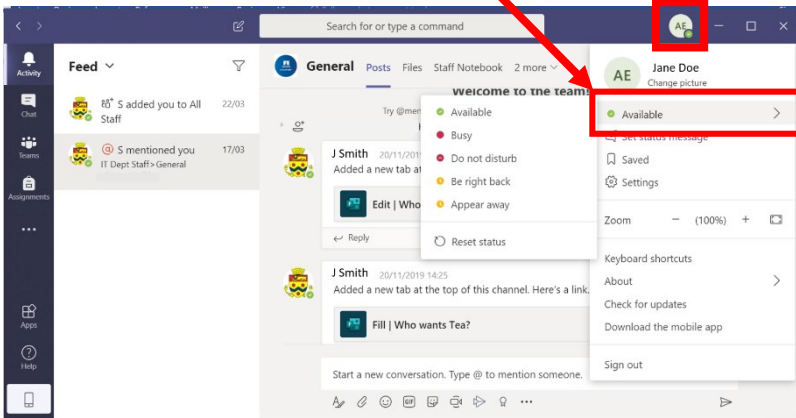 Search for or type a command
AE
Activity
Chat
Teams
Assignments
Apps
Help
Feed
S added you to All
Staff
22/03
@ S mentioned you
IT Dept Staff > General
17/03
General Posts Files Staff Notebook 2 more
Welcome to the team!
Try @men
J Smith 20/11/201
Added a new tab at
Edit | Who
Reply
J Smith 20/11/2019 14:25
Added a new tab at the top of this channel. Here's a link.
Fill | Who wants Tea?
Start a new conversation. Type @ to mention someone.
GIF
Available
Busy
Do not disturb
Be right back
Appear away
Reset status
AE
Jane Doe
Change picture
Available
Set status message
Saved
Settings
Zoom - (100%) +
Keyboard shortcuts
About
Check for updates
Download the mobile app
Sign out